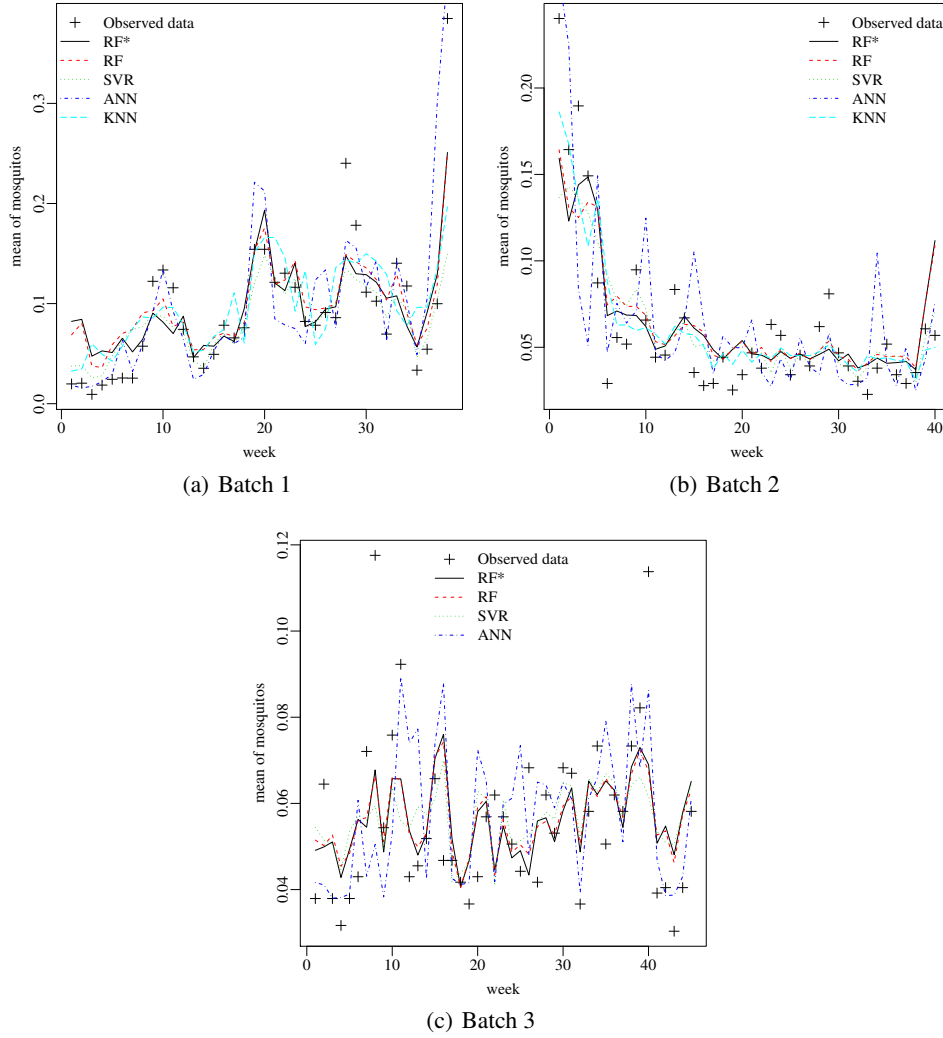 Observed data
RF*
RF
SVR
ANN
KNN
mean of mosquitos
0.0
0.1
0.2
0.3
0
10
20
30
week
(a) Batch 1
Observed data
RF*
RF
SVR
ANN
KNN
mean of mosquitos
0.05
0.10
0.15
0.20
0
10
20
30
40
week
(b) Batch 2
Observed data
RF*
RF
SVR
ANN
mean of mosquitos
0.04
0.06
0.08
0.10
0.12
0
10
20
30
40
week
(c) Batch 3